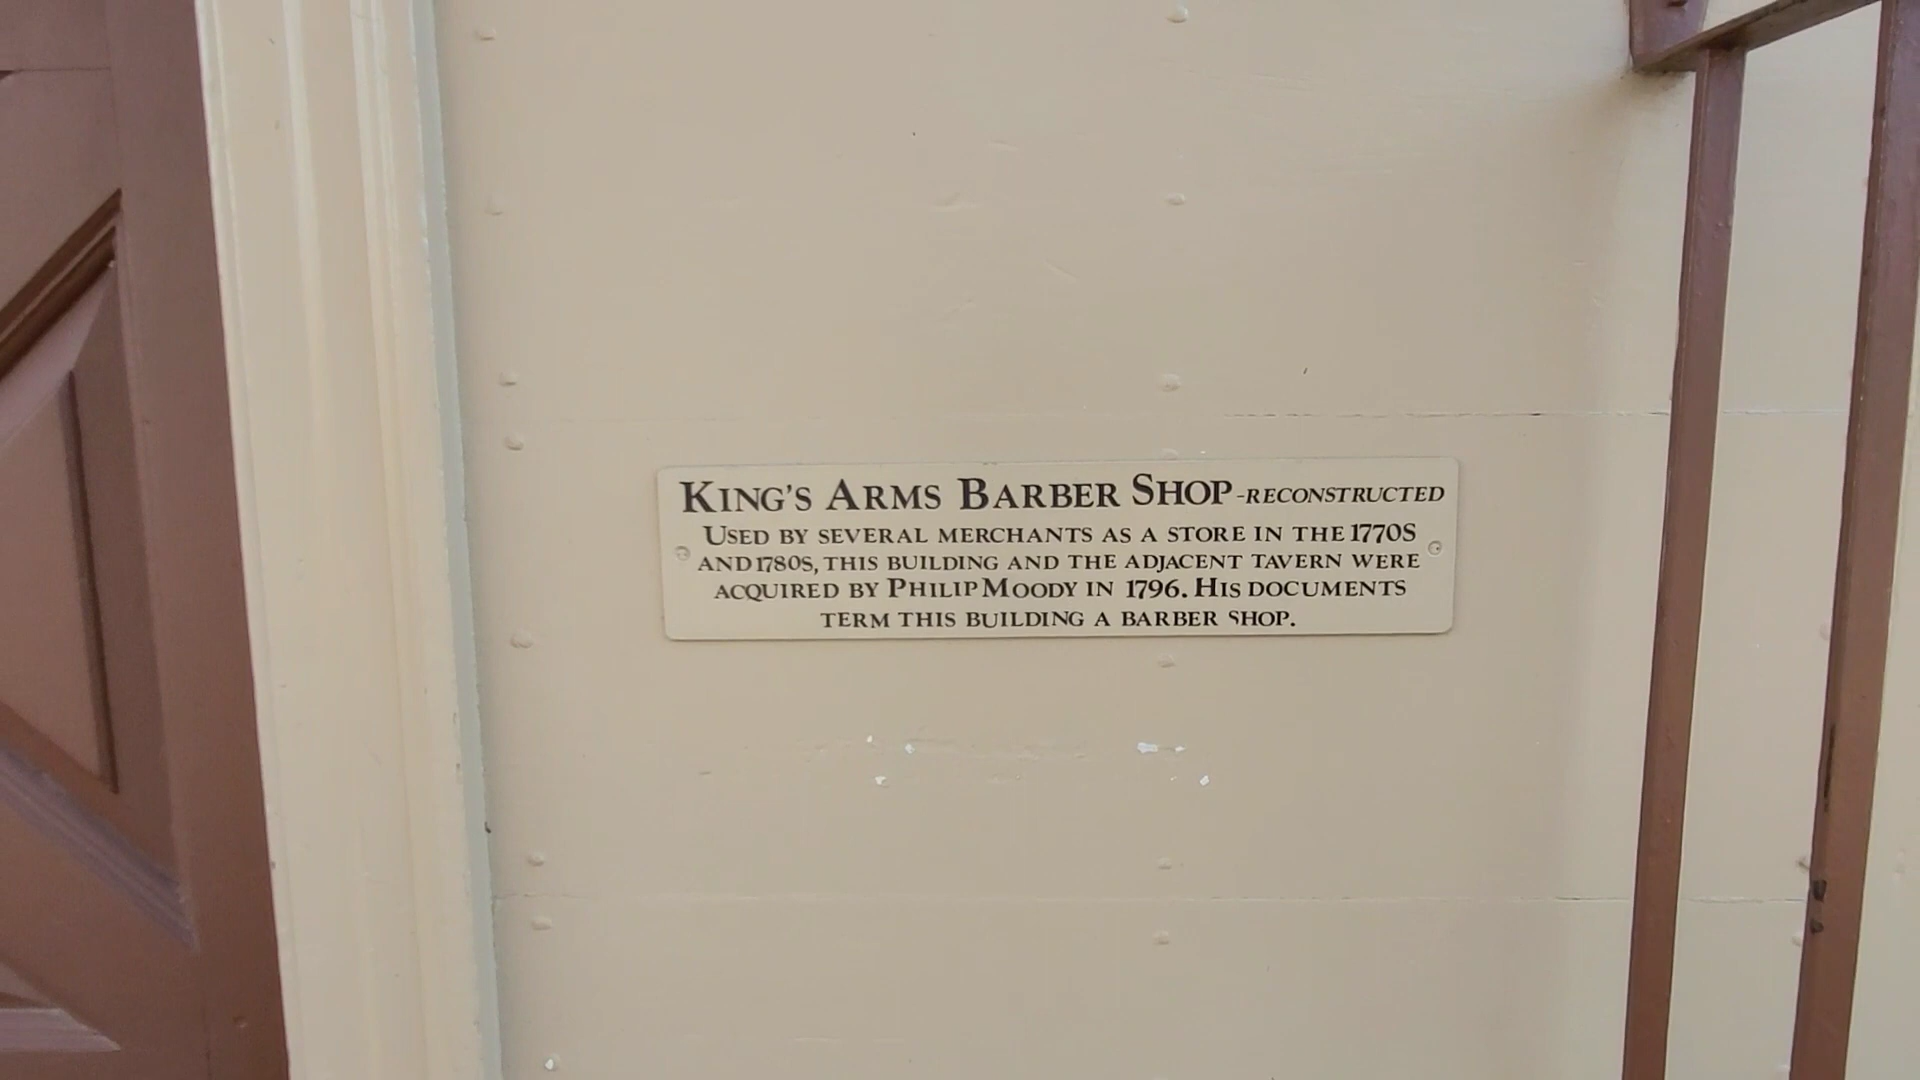 KING'S ARMS BARBER SHOP -RECONSTRUCTED
USED BY SEVERAL MERCHANTS AS A STORE IN THE 1770S
AND 1780S, THIS BUILDING AND THE ADJACENT TAVERN WERE
ACQUIRED BY PHILIP MOODY IN 1796. HIS DOCUMENTS
TERM THIS BUILDING A BARBER SHOP.